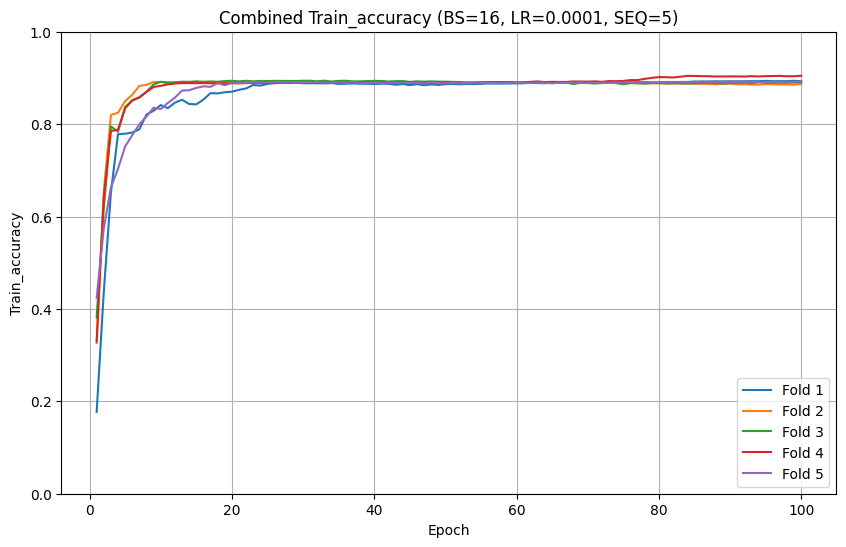 Combined Train_accuracy (BS=16, LR=0.0001, SEQ=5)
Train_accuracy
1.0
0.8
0.6
0.4
0.2
0.0
0 20 40 60 80 100
Epoch
Fold 1
Fold 2
Fold 3
Fold 4
Fold 5